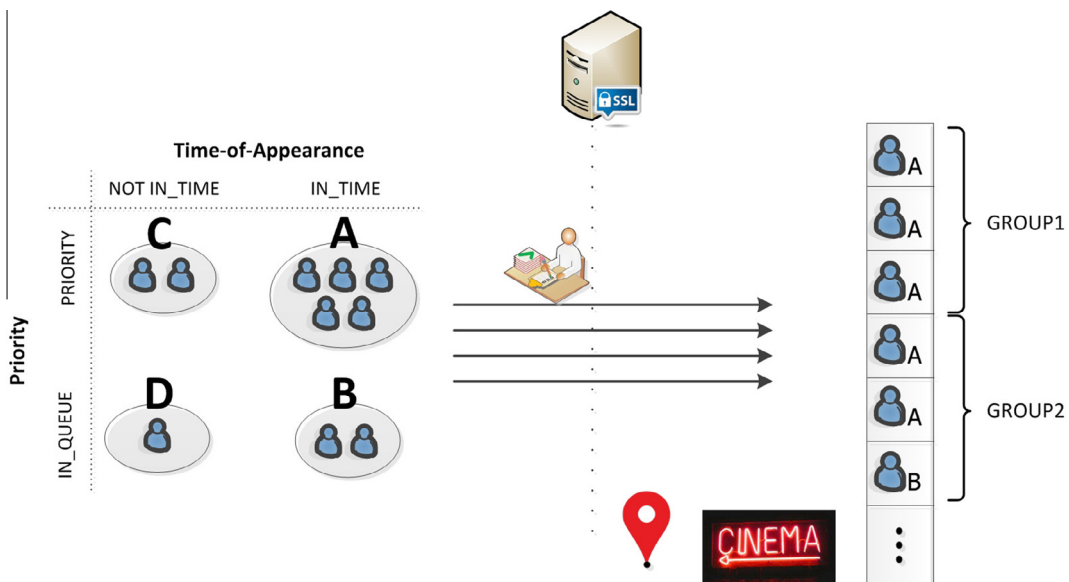 SSL
Time-of-Appearance
NOT IN_TIME
IN_TIME
Priority
PRIORITY
C
A
IN_QUEUE
D
B
A
A
A
GROUP1
A
A
B
GROUP2
CINEMA